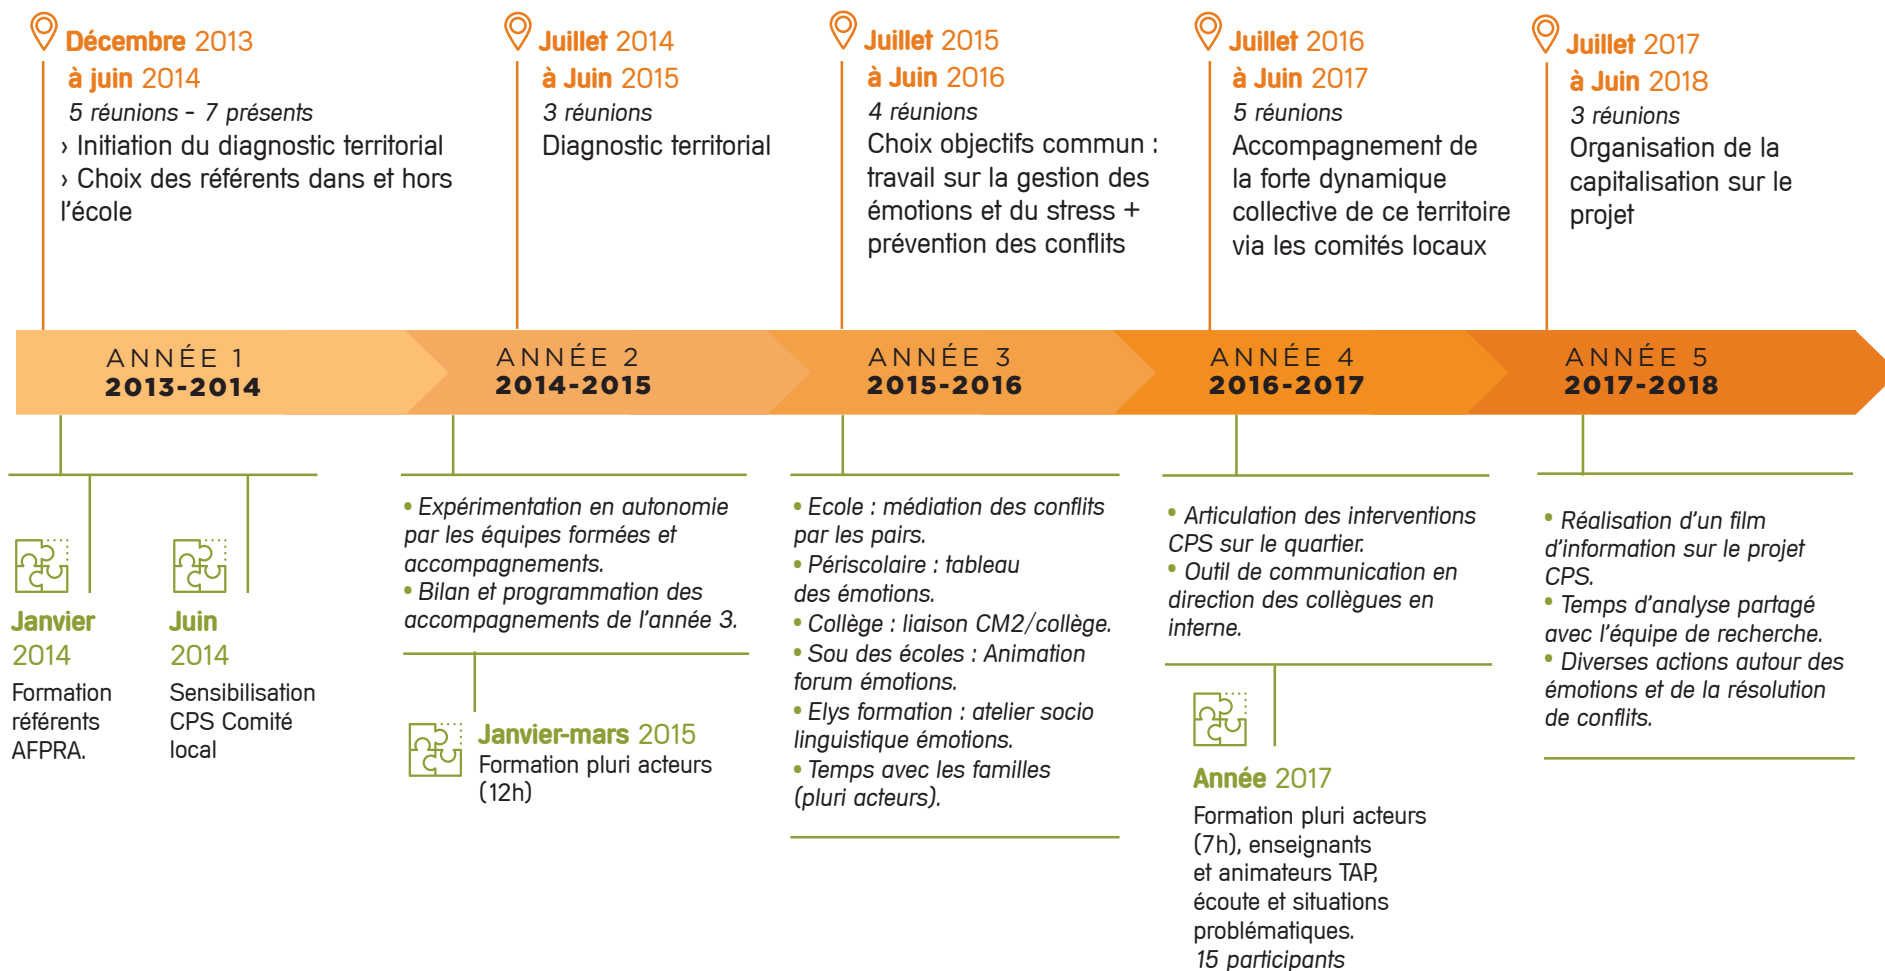 Décembre 2013
à juin 2014
5 réunions - 7 présents
› Initiation du diagnostic territorial
› Choix des référents dans et hors
l’école
Juillet 2014
à Juin 2015
3 réunions
Diagnostic territorial
Juillet 2015
à Juin 2016
4 réunions
Choix objectifs commun :
travail sur la gestion des
émotions et du stress +
prévention des conflits
Juillet 2016
à Juin 2017
5 réunions
Accompagnement de
la forte dynamique
collective de ce territoire
via les comités locaux
Juillet 2017
à Juin 2018
3 réunions
Organisation de la
capitalisation sur le
projet
ANNÉE 1
2013-2014
ANNÉE 2
2014-2015
ANNÉE 3
2015-2016
ANNÉE 4
2016-2017
ANNÉE 5
2017-2018
Janvier
2014
Formation
référents
AFPRA.
Juin
2014
Sensibilisation
CPS Comité
local
• Expérimentation en autonomie
par les équipes formées et
accompagnements.
• Bilan et programmation des
accompagnements de l’année 3.
Janvier-mars 2015
Formation pluri acteurs
(12h)
• Ecole : médiation des conflits
par les pairs.
• Périscolaire : tableau
des émotions.
• Collège : liaison CM2/collège.
• Sou des écoles : Animation
forum émotions.
• Elys formation : atelier socio
linguistique émotions.
• Temps avec les familles
(pluri acteurs).
• Articulation des interventions
CPS sur le quartier.
• Outil de communication en
direction des collègues en
interne.
Année 2017
Formation pluri acteurs
(7h), enseignants
et animateurs TAP,
écoute et situations
problématiques.
15 participants
• Réalisation d’un film
d’information sur le projet
CPS.
• Temps d’analyse partagé
avec l’équipe de recherche.
• Diverses actions autour des
émotions et de la résolution
de conflits.